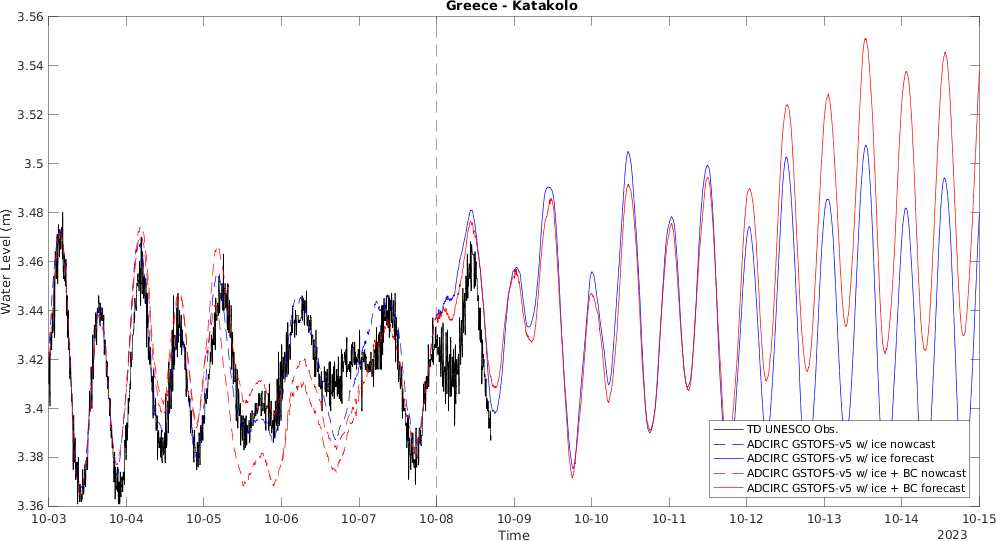 Greece - Katakolo
3.56
3.54
3.52
3.5
3.48
3.46
3.44
3.42
3.4
3.38
3.36
Water Level (m)
TD UNESCO Obs.
ADCIRC GSTOFS-v5 w/ ice nowcast
ADCIRC GSTOFS-v5 w/ ice forecast
ADCIRC GSTOFS-v5 w/ ice + BC nowcast
ADCIRC GSTOFS-v5 w/ ice + BC forecast
10-03 10-04 10-05 10-06 10-07 10-08 10-09 10-10 10-11 10-12 10-13 10-14 10-15
Time
2023